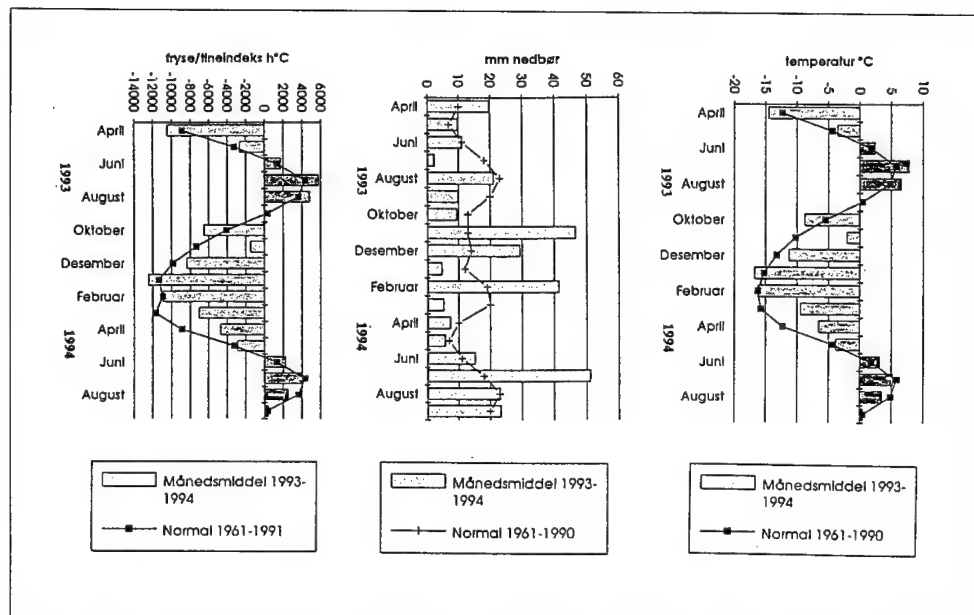 fryse/tineindeks h°C
-14000 -12000 -10000 -8000 -6000 -4000 -2000 0 2000 4000 6000
April
Juni
August
Oktober
Desember
Februar
April
Juni
August
1993
1994
Månedsmiddel 1993-
1994
Normal 1961-1991
mm nedbør
0 10 20 30 40 50 60
April
Juni
August
Oktober
Desember
Februar
April
Juni
August
1993
1994
Månedsmiddel 1993-
1994
Normal 1961-1990
temperatur °C
-20 -15 -10 -5 0 5 10
April
Juni
August
Oktober
Desember
Februar
April
Juni
August
1993
1994
Månedsmiddel 1993-
1994
Normal 1961-1990